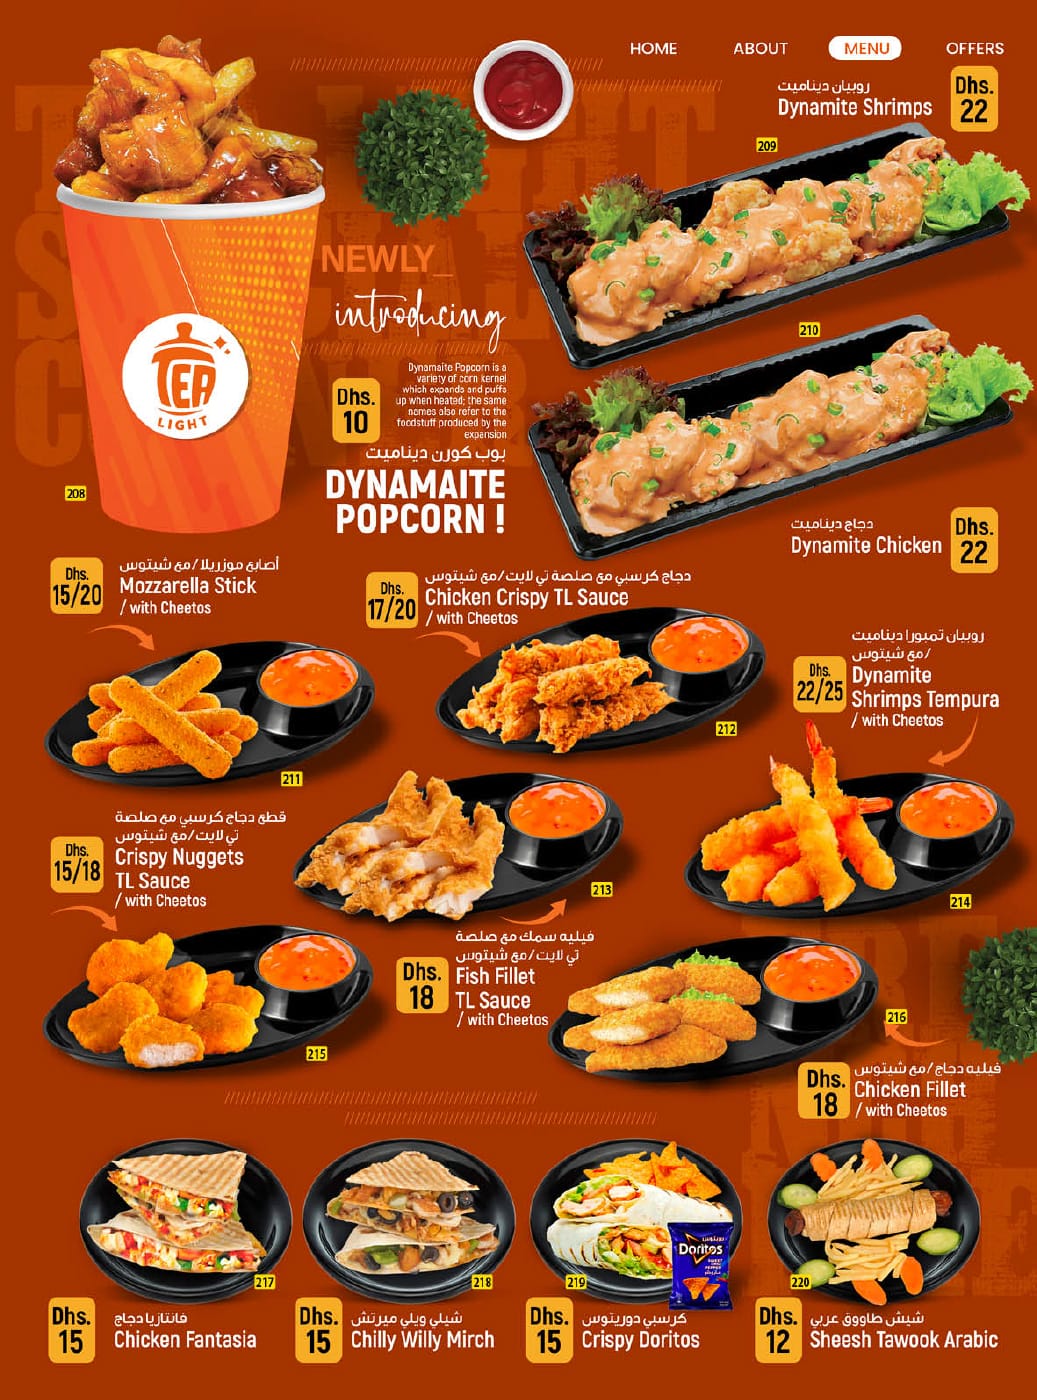 HOME ABOUT MENU OFFERS
روبيان ديناميت
Dynamite Shrimps
Dhs.
22
209
NEWLY_
introducing
Dynamaite Popcorn is a
variety of corn kernel
which expands and puffs
up when heated; the same
names also refer to the
foodstuff produced by the
expansion
Dhs.
10
بوب كورن ديناميت
DYNAMAITE
POPCORN !
TEA
LIGHT
208
210
دجاج ديناميت
Dynamite Chicken
Dhs.
22
Dhs.
15/20
أصابع موزريلا/مع شيتوس
Mozzarella Stick
/ with Cheetos
211
Dhs.
17/20
دجاج كرسبي مع صلصة تي لايت/مع شيتوس
Chicken Crispy TL Sauce
/ with Cheetos
212
Dhs.
22/25
روبيان تمبورا ديناميت
/مع شيتوس
Dynamite
Shrimps Tempura
/ with Cheetos
214
Dhs.
15/18
قطع دجاج كرسبي مع صلصة
تي لايت/مع شيتوس
Crispy Nuggets
TL Sauce
/ with Cheetos
215
213
Dhs.
18
فيليه سمك مع صلصة
تي لايت/مع شيتوس
Fish Fillet
TL Sauce
/ with Cheetos
216
Dhs.
18
فيليه دجاج/مع شيتوس
Chicken Fillet
/ with Cheetos
217
Dhs.
15
فانتازيا دجاج
Chicken Fantasia
218
Dhs.
15
شيلي ويلي ميرتش
Chilly Willy Mirch
219
دوريتوس
Doritos
SWEET
PEPPER
Dhs.
15
كرسبي دوريتوس
Crispy Doritos
220
Dhs.
12
شيش طاووق عربي
Sheesh Tawook Arabic